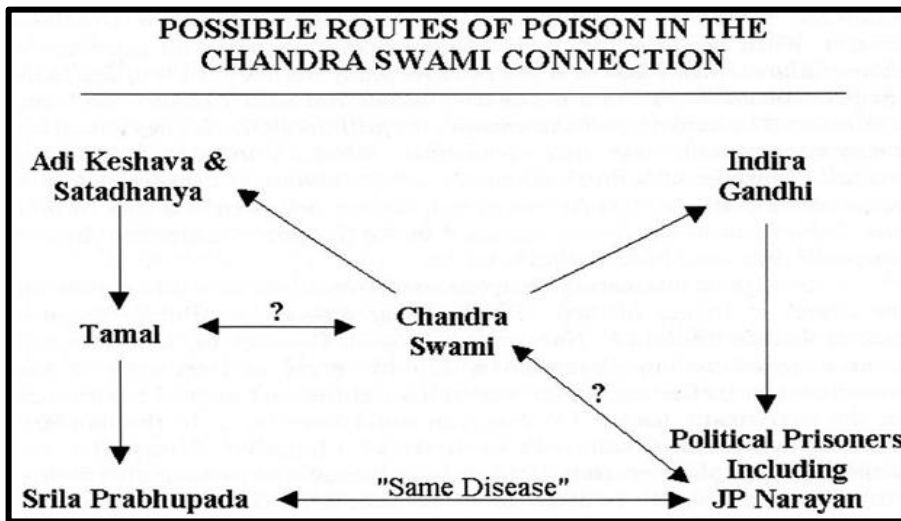 POSSIBLE ROUTES OF POISON IN THE
CHANDRA SWAMI CONNECTION
Adi Keshava &
Satadhanya
Indira
Gandhi
?
Tamal
Chandra
Swami
?
Political Prisoners
Including
JP Narayan
Srila Prabhupada
"Same Disease"